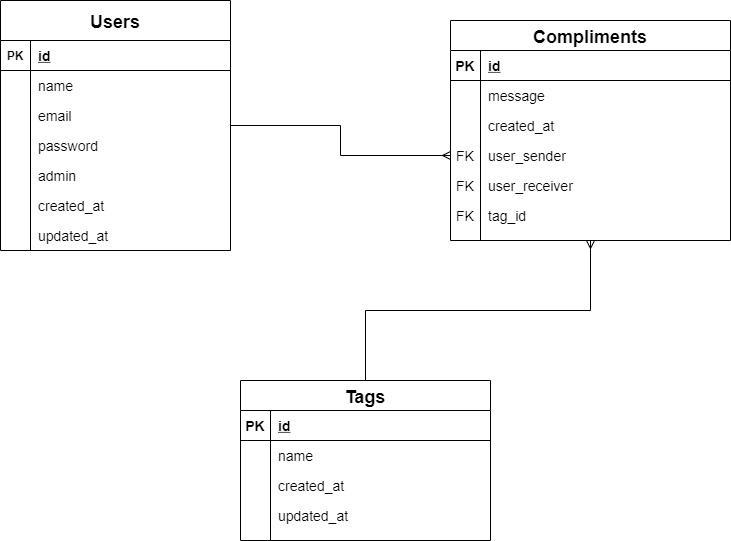 Users
PK id
name
email
password
admin
created_at
updated_at
Compliments
PK id
message
created_at
FK user_sender
FK user_receiver
FK tag_id
Tags
PK id
name
created_at
updated_at